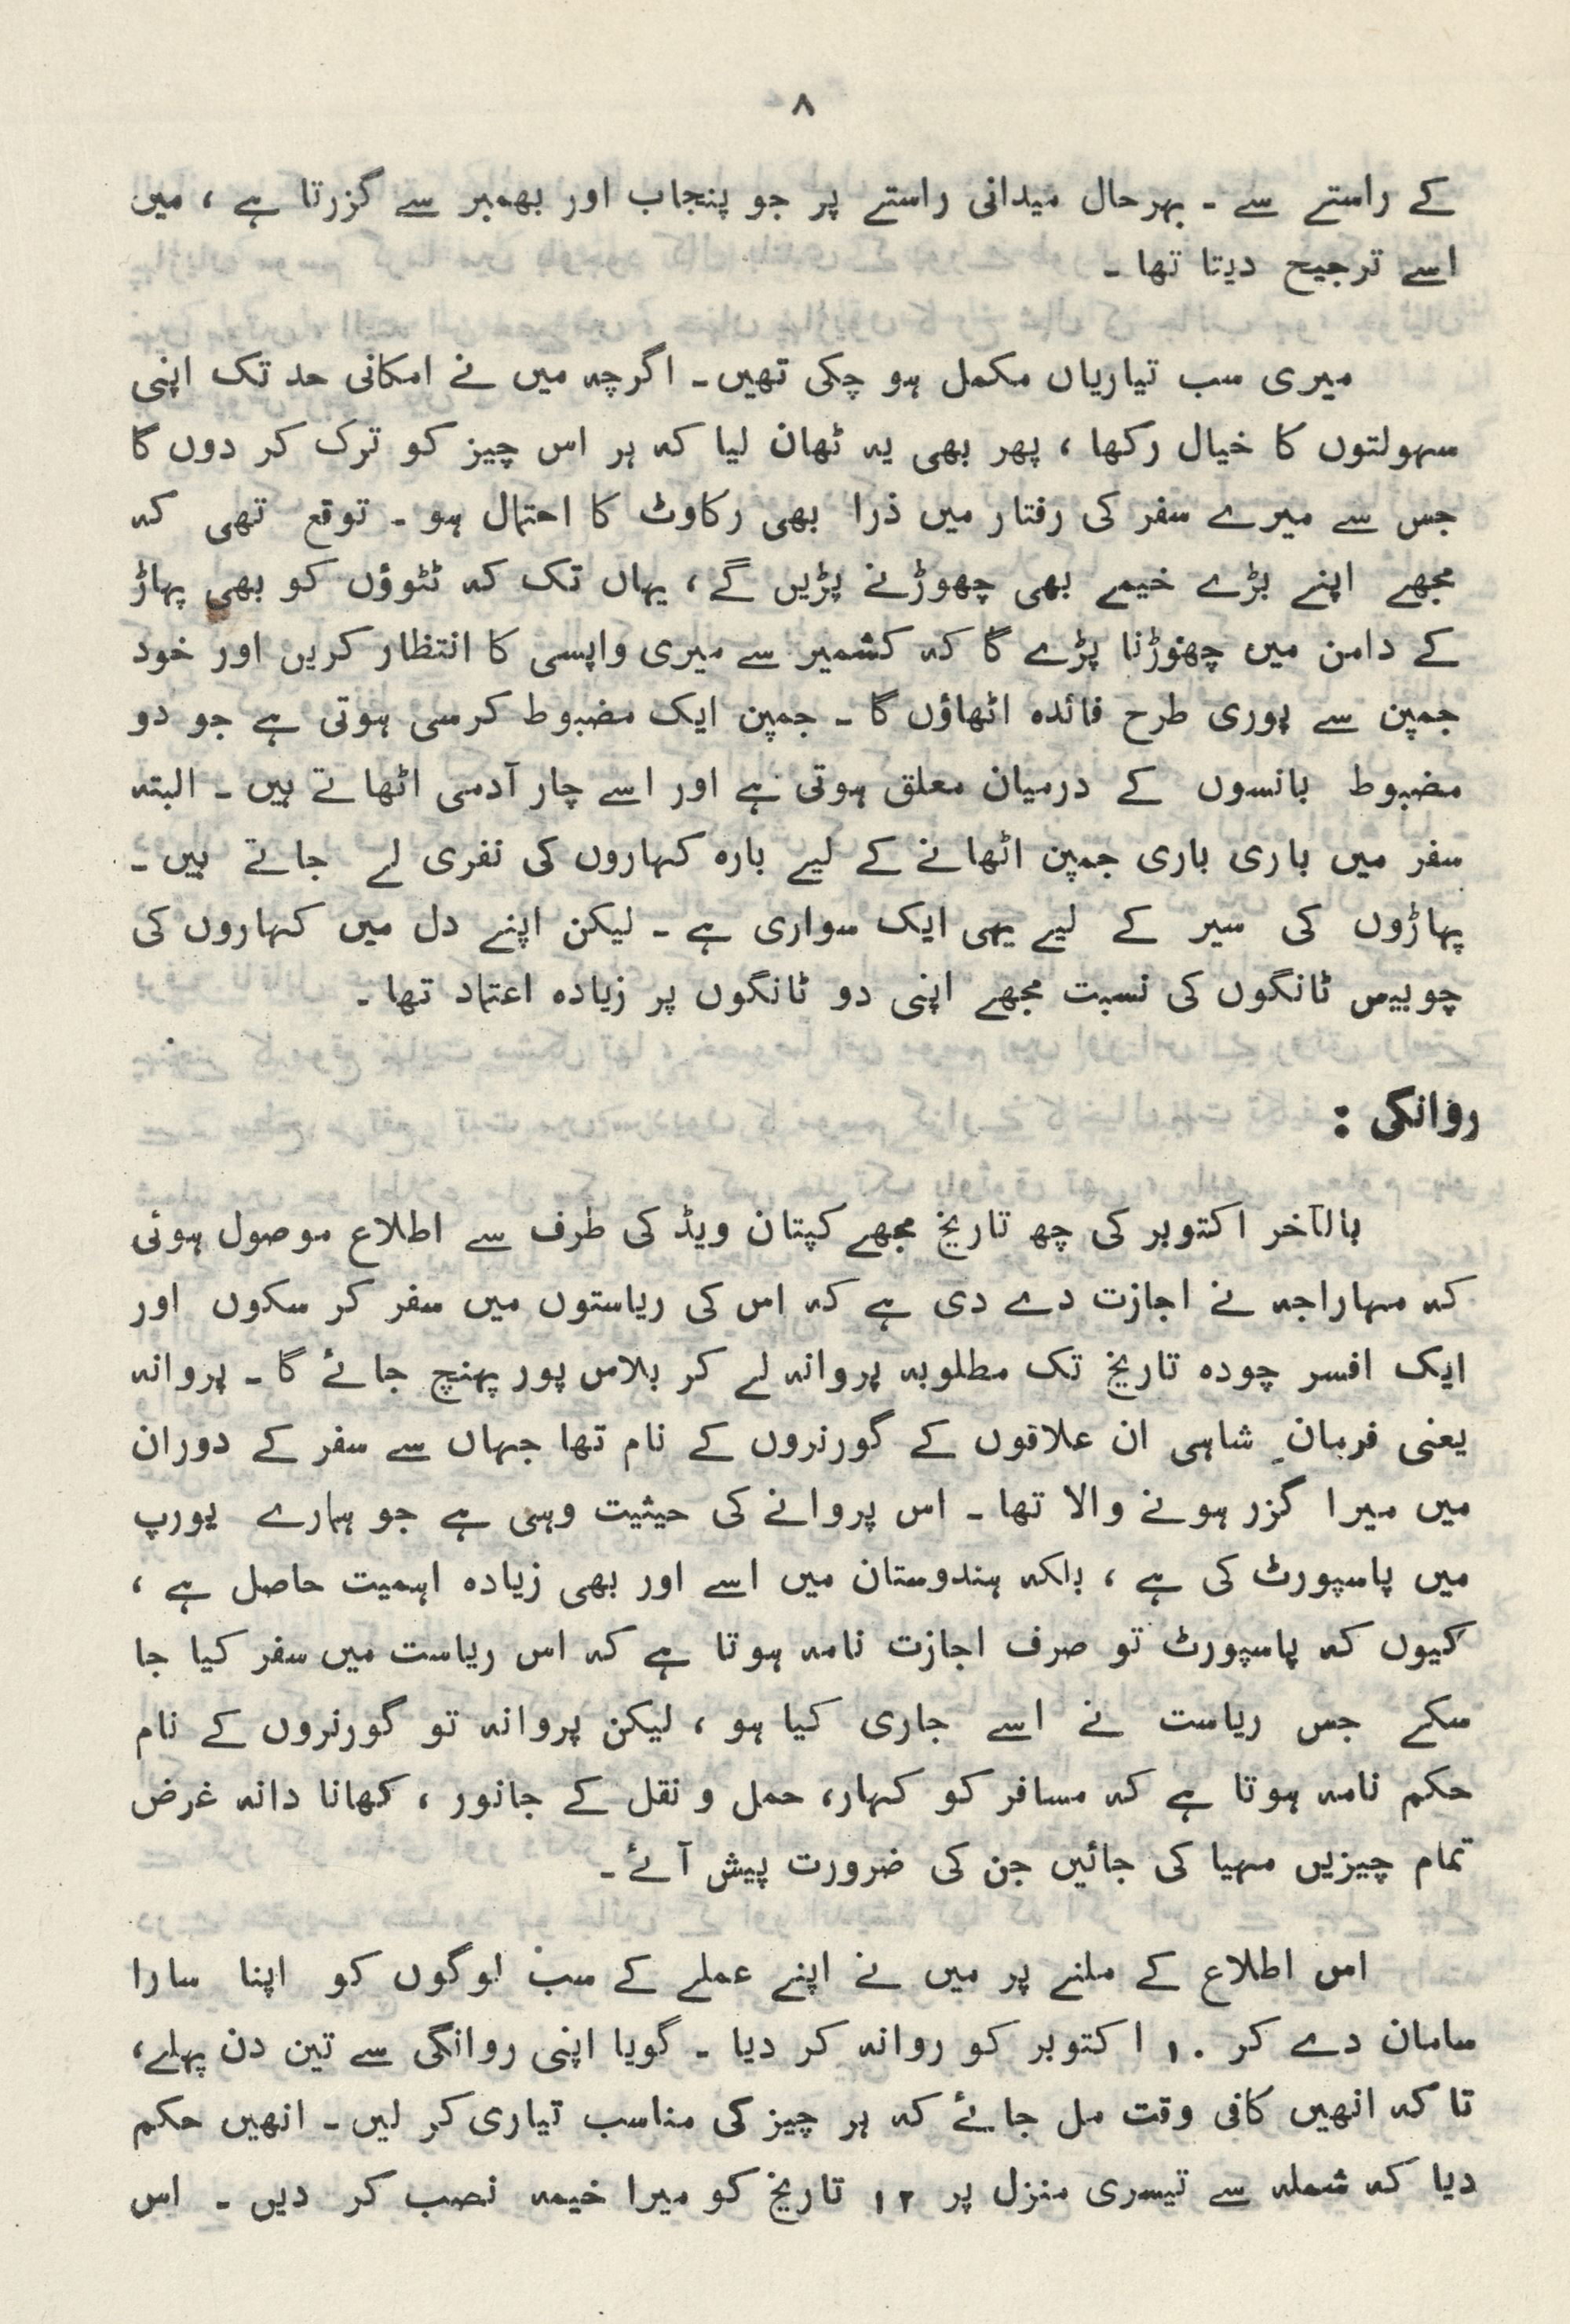 ۸
کے راستے سے ۔ بہرحال میدانی راستے پر جو پنجاب اور بھمبر سے گزرتا ہے ، میں
اسے ترجیح دیتا تھا ۔
میری سب تیاریاں مکمل ہو چکی تھیں۔ اگرچہ میں نے امکانی حد تک اپنی
سہولتوں کا خیال رکھا ، پھر بھی یہ ٹھان لیا کہ ہر اس چیز کو ترک کر دوں گا
جس سے میرے سفر کی رفتار میں ذرا بھی رکاوٹ کا احتمال ہو ۔ توقع تھی کہ
مجھے اپنے بڑے خیمے بھی چھوڑنے پڑیں گے ، یہاں تک کہ ٹٹوؤں کو بھی پہاڑ
کے دامن میں چھوڑنا پڑے گا کہ کشمیر سے میری واپسی کا انتظار کریں اور خود
جمپن سے پوری طرح فائدہ اٹھاؤں گا ۔ جمپن ایک مضبوط کرسی ہوتی ہے جو دو
مضبوط بانسوں کے درمیان معلق ہوتی ہے اور اسے چار آدمی اٹھاتے ہیں ۔ البتہ
سفر میں باری باری جمپن اٹھانے کے لیے بارہ کہاروں کی نفری لے جاتے ہیں ۔
پہاڑوں کی سیر کے لیے یہی ایک سواری ہے ۔ لیکن اپنے دل میں کہاروں کی
چوبیس ٹانگوں کی نسبت مجھے اپنی دو ٹانگوں پر زیادہ اعتماد تھا ۔
روانگی :
بالآخر اکتوبر کی چھ تاریخ مجھے کپتان ویڈ کی طرف سے اطلاع موصول ہوئی
کہ مہاراجہ نے اجازت دے دی ہے کہ اس کی ریاستوں میں سفر کر سکوں اور
ایک افسر چودہ تاریخ تک مطلوبہ پروانہ لے کر بلاس پور پہنچ جائے گا ۔ پروانہ
یعنی فرمانِ شاہی ان علاقوں کے گورنروں کے نام تھا جہاں سے سفر کے دوران
میں میرا گزر ہونے والا تھا ۔ اس پروانے کی حیثیت وہی ہے جو ہمارے یورپ
میں پاسپورٹ کی ہے ، بلکہ ہندوستان میں اسے اور بھی زیادہ اہمیت حاصل ہے ،
کیوں کہ پاسپورٹ تو صرف اجازت نامہ ہوتا ہے کہ اس ریاست میں سفر کیا جا
سکے جس ریاست نے اسے جاری کیا ہو ، لیکن پروانہ تو گورنروں کے نام
حکم نامہ ہوتا ہے کہ مسافر کو کہار، حمل و نقل کے جانور ، کھانا دانہ غرض
تمام چیزیں مہیا کی جائیں جن کی ضرورت پیش آئے ۔
اس اطلاع کے ملنے پر میں نے اپنے عملے کے سب لوگوں کو اپنا سارا
سامان دے کر ۱۰ اکتوبر کو روانہ کر دیا ۔ گویا اپنی روانگی سے تین دن پہلے،
تا کہ انھیں کافی وقت مل جائے کہ ہر چیز کی مناسب تیاری کر لیں ۔ انھیں حکم
دیا کہ شملہ سے تیسری منزل پر ۱۲ تاریخ کو میرا خیمہ نصب کر دیں ۔ اس